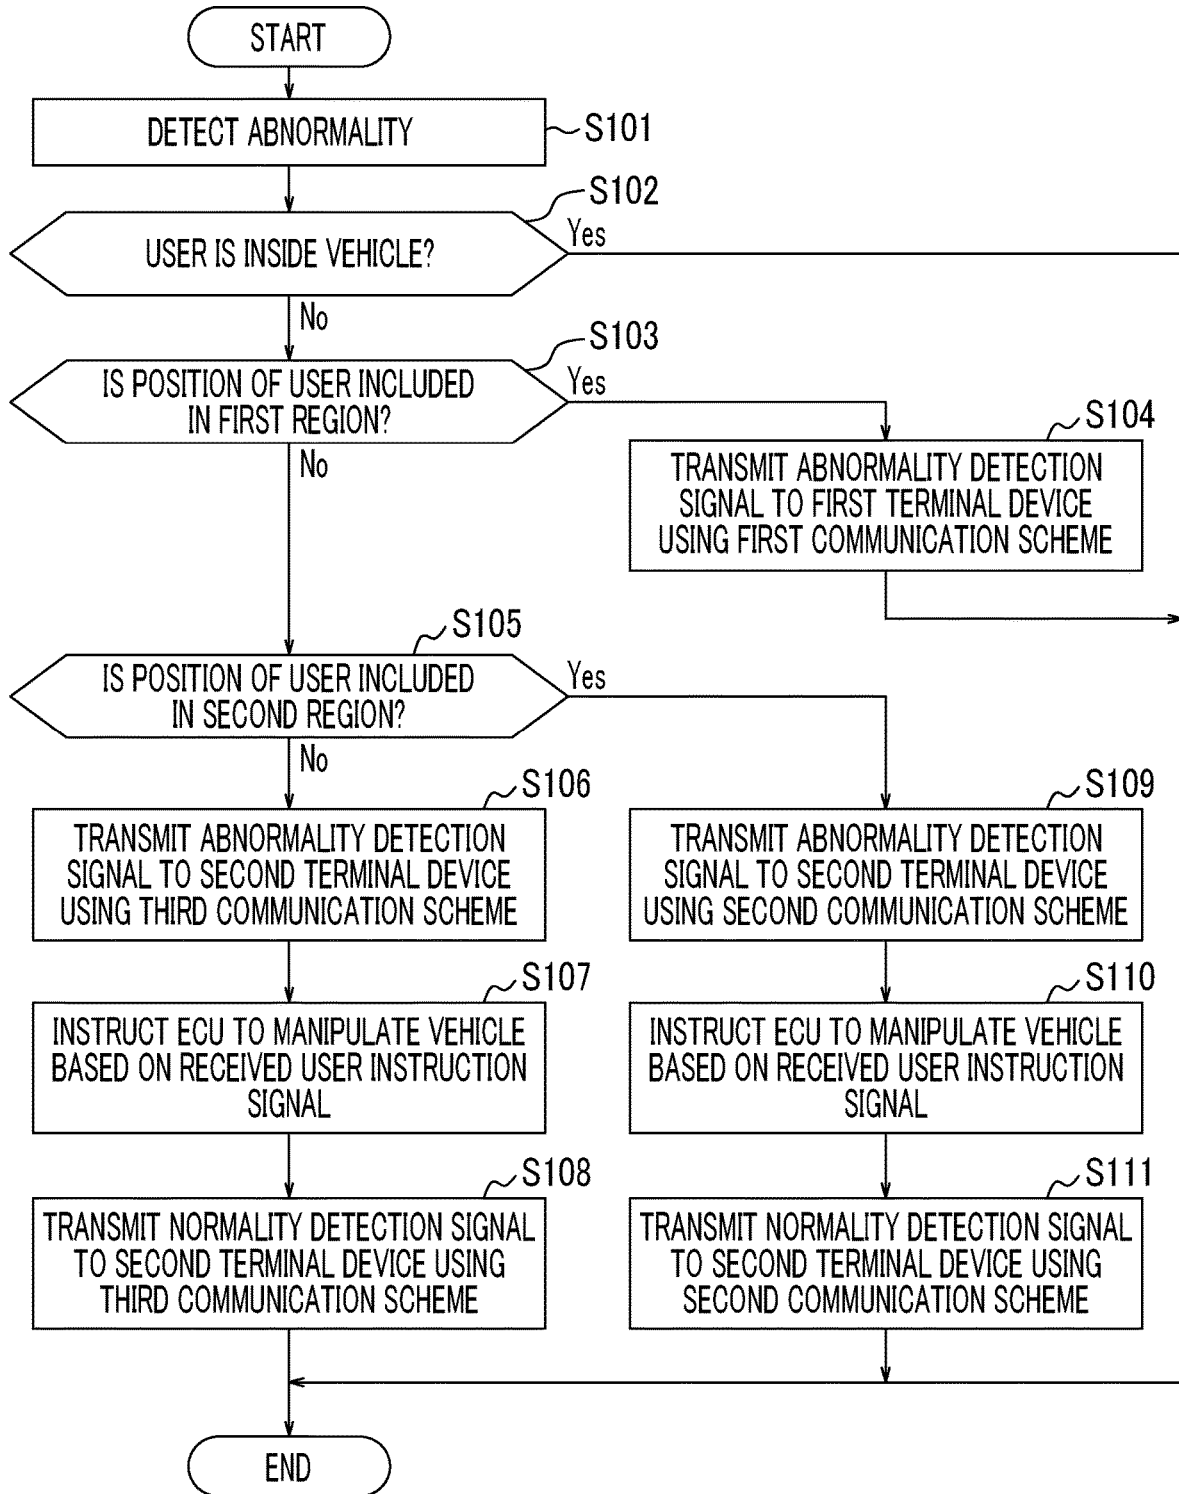 START
DETECT ABNORMALITY
S101
S102
USER IS INSIDE VEHICLE?
Yes
No
S103
IS POSITION OF USER INCLUDED
IN FIRST REGION?
Yes
No
S104
TRANSMIT ABNORMALITY DETECTION
SIGNAL TO FIRST TERMINAL DEVICE
USING FIRST COMMUNICATION SCHEME
S105
IS POSITION OF USER INCLUDED
IN SECOND REGION?
Yes
No
S106
TRANSMIT ABNORMALITY DETECTION
SIGNAL TO SECOND TERMINAL DEVICE
USING THIRD COMMUNICATION SCHEME
S107
INSTRUCT ECU TO MANIPULATE VEHICLE
BASED ON RECEIVED USER INSTRUCTION
SIGNAL
S108
TRANSMIT NORMALITY DETECTION SIGNAL
TO SECOND TERMINAL DEVICE USING
THIRD COMMUNICATION SCHEME
S109
TRANSMIT ABNORMALITY DETECTION
SIGNAL TO SECOND TERMINAL DEVICE
USING SECOND COMMUNICATION SCHEME
S110
INSTRUCT ECU TO MANIPULATE VEHICLE
BASED ON RECEIVED USER INSTRUCTION
SIGNAL
S111
TRANSMIT NORMALITY DETECTION SIGNAL
TO SECOND TERMINAL DEVICE USING
SECOND COMMUNICATION SCHEME
END